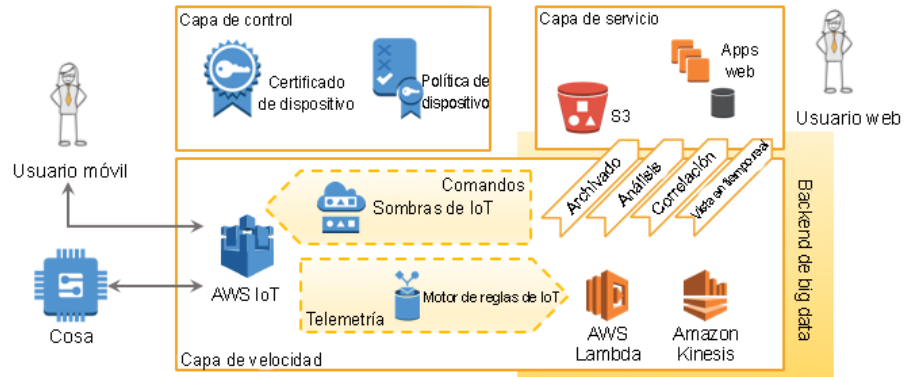 Capa de control
Certificado
de dispositivo
Política de
dispositivo
Capa de servicio
S3
Apps
web
Usuario web
Usuario móvil
Comandos
Sombras de IoT
Archivado
Análisis
Correlación
Vista en tiempo real
Backend de big data
AWS IoT
Motor de reglas de IoT
Telemetría
Cosa
AWS
Lambda
Amazon
Kinesis
Capa de velocidad